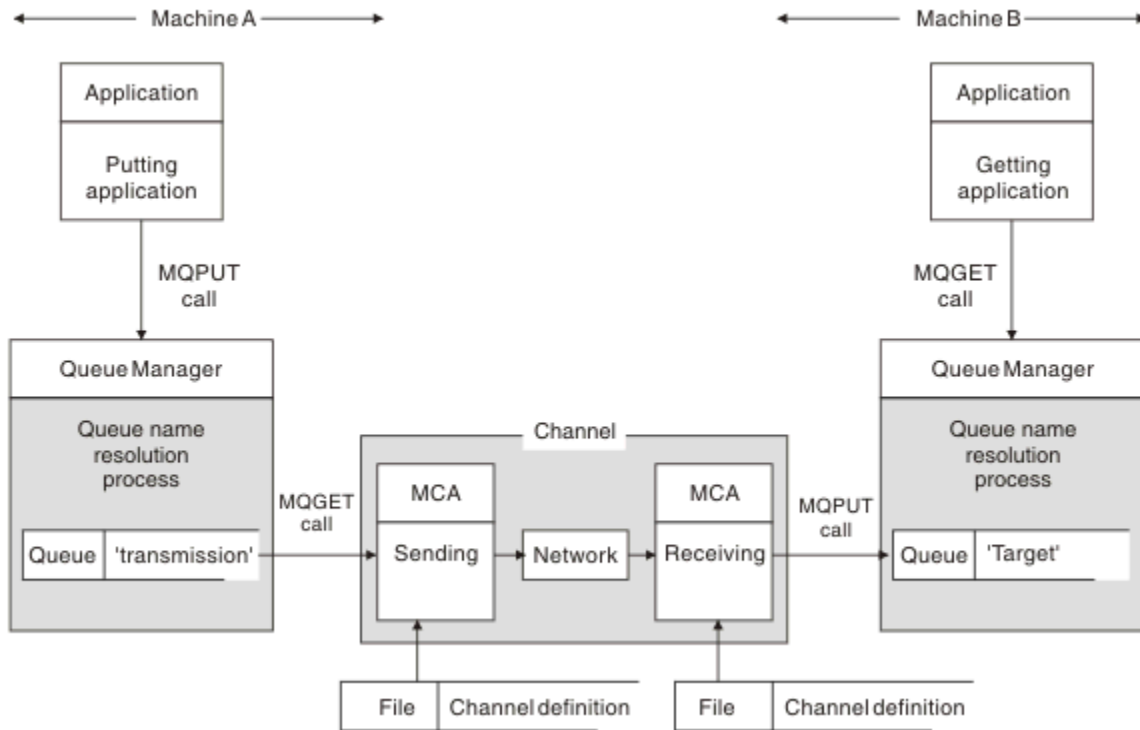 Machine A
Machine B
Application
Putting
application
Application
Getting
application
MQPUT
call
MQGET
call
Queue Manager
Queue name
resolution
process
Queue 'transmission'
MQGET
call
Channel
MCA
Sending
Network
MCA
Receiving
MQPUT
call
Queue Manager
Queue name
resolution
process
Queue 'Target'
File Channel definition
File Channel definition